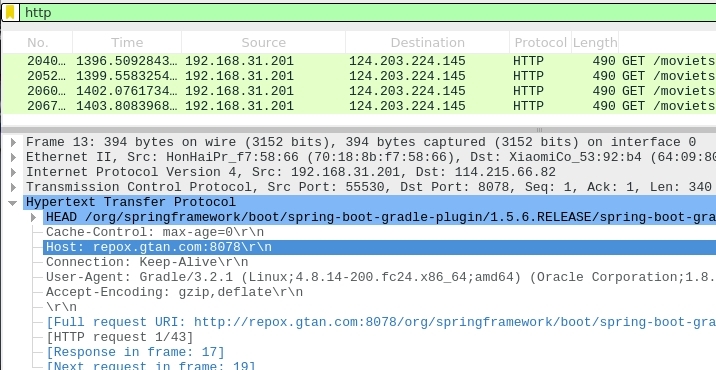 http
No. Time Source Destination Protocol Length
2040… 1396.5092843… 192.168.31.201 124.203.224.145 HTTP 490 GET /moviets
2052… 1399.5583254… 192.168.31.201 124.203.224.145 HTTP 490 GET /moviets
2060… 1402.0761734… 192.168.31.201 124.203.224.145 HTTP 490 GET /moviets
2067… 1403.8083968… 192.168.31.201 124.203.224.145 HTTP 490 GET /moviets
Frame 13: 394 bytes on wire (3152 bits), 394 bytes captured (3152 bits) on interface 0
Ethernet II, Src: HonHaiPr_f7:58:66 (70:18:8b:f7:58:66), Dst: XiaomiCo_53:92:b4 (64:09:80
Internet Protocol Version 4, Src: 192.168.31.201, Dst: 114.215.66.82
Transmission Control Protocol, Src Port: 55530, Dst Port: 8078, Seq: 1, Ack: 1, Len: 340
Hypertext Transfer Protocol
HEAD /org/springframework/boot/spring-boot-gradle-plugin/1.5.6.RELEASE/spring-boot-gra
Cache-Control: max-age=0\r\n
Host: repox.gtan.com:8078\r\n
Connection: Keep-Alive\r\n
User-Agent: Gradle/3.2.1 (Linux;4.8.14-200.fc24.x86_64;amd64) (Oracle Corporation;1.8.
Accept-Encoding: gzip,deflate\r\n
\r\n
[Full request URI: http://repox.gtan.com:8078/org/springframework/boot/spring-boot-gra
[HTTP request 1/43]
[Response in frame: 17]
[Next request in frame: 19]